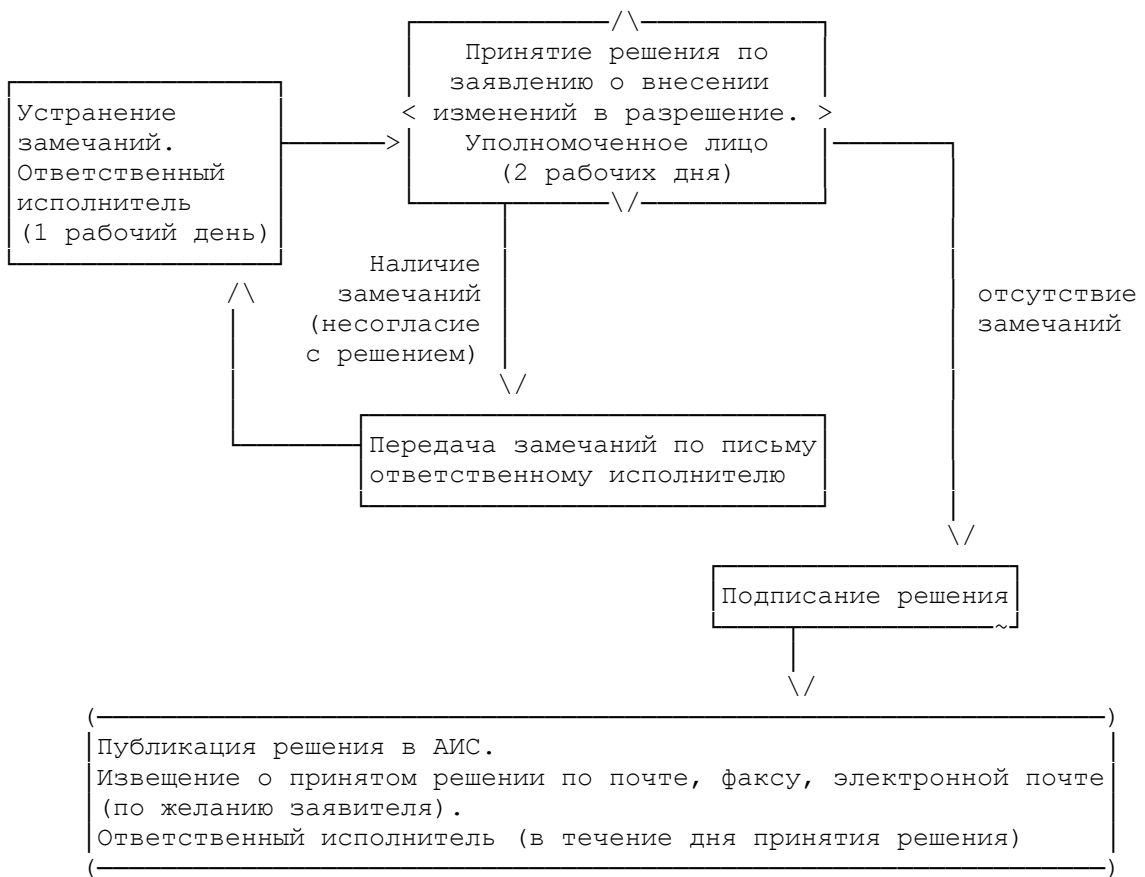 Принятие решения по
заявлению о внесении
изменений в разрешение.
Уполномоченное лицо
(2 рабочих дня)
Устранение
замечаний.
Ответственный
исполнитель
(1 рабочий день)
Наличие
замечаний
(несогласие
с решением)
отсутствие
замечаний
Передача замечаний по письму
ответственному исполнителю
Подписание решения
Публикация решения в АИС.
Извещение о принятом решении по почте, факсу, электронной почте
(по желанию заявителя).
Ответственный исполнитель (в течение дня принятия решения)